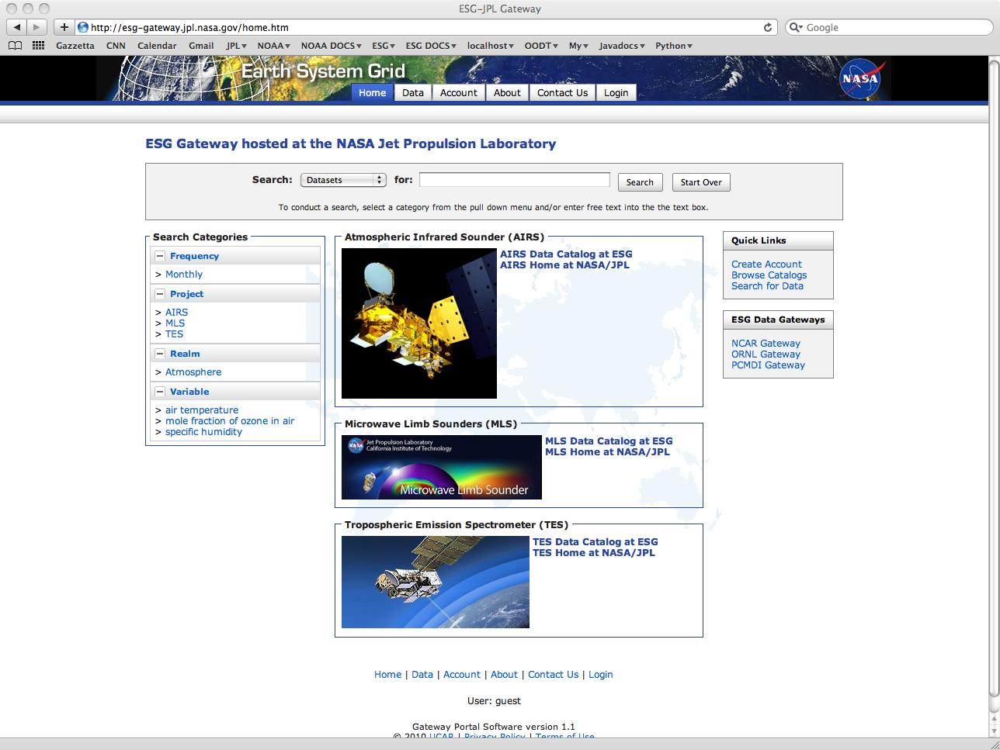 ESG-JPL Gateway
http://esg-gateway.jpl.nasa.gov/home.htm
Google
Gazzetta CNN Calendar Gmail JPL▾ NOAA▾ NOAA DOCS▾ ESG▾ ESG DOCS▾ localhost▾ OODT▾ My▾ Javadocs▾ Python▾
Earth System Grid
NASA
Home Data Account About Contact Us Login
ESG Gateway hosted at the NASA Jet Propulsion Laboratory
Search: Datasets for: Search Start Over
To conduct a search, select a category from the pull down menu and/or enter free text into the the text box.
Search Categories
Frequency
> Monthly
Project
> AIRS
> MLS
> TES
Realm
> Atmosphere
Variable
> air temperature
> mole fraction of ozone in air
> specific humidity
Atmospheric Infrared Sounder (AIRS)
AIRS Data Catalog at ESG
AIRS Home at NASA/JPL
Microwave Limb Sounders (MLS)
NASA
Jet Propulsion Laboratory
California Institute of Technology
Microwave Limb Sounder
MLS Data Catalog at ESG
MLS Home at NASA/JPL
Tropospheric Emission Spectrometer (TES)
TES Data Catalog at ESG
TES Home at NASA/JPL
Quick Links
Create Account
Browse Catalogs
Search for Data
ESG Data Gateways
NCAR Gateway
ORNL Gateway
PCMDI Gateway
Home | Data | Account | About | Contact Us | Login
User: guest
Gateway Portal Software version 1.1
© 2010 UCAR | Privacy Policy | Terms of Use